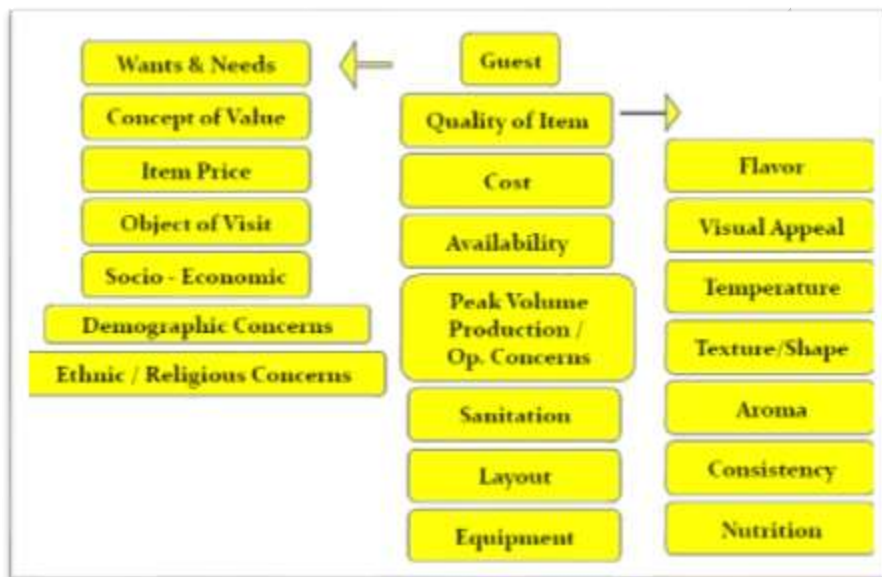 Wants & Needs
Concept of Value
Item Price
Object of Visit
Socio - Economic
Demographic Concerns
Ethnic / Religious Concerns
Guest
Quality of Item
Cost
Availability
Peak Volume
Production /
Op. Concerns
Sanitation
Layout
Equipment
Flavor
Visual Appeal
Temperature
Texture/Shape
Aroma
Consistency
Nutrition